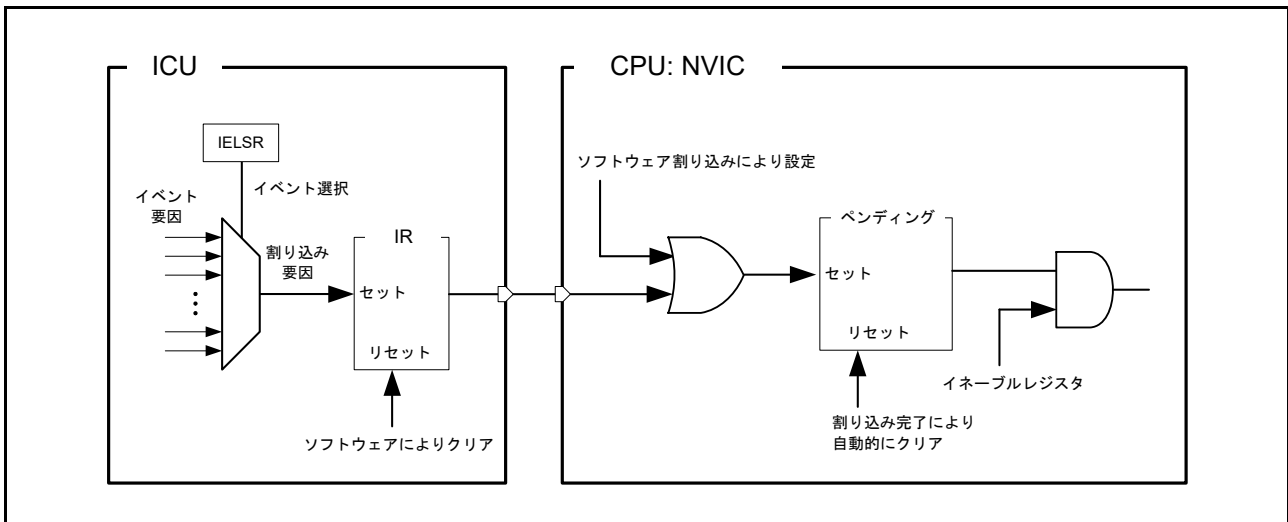 ICU
IELSR
イベント選択
イベント
要因
割り込み
要因
IR
セット
リセット
ソフトウェアによりクリア
CPU: NVIC
ソフトウェア割り込みにより設定
ペンディング
セット
リセット
割り込み完了により
自動的にクリア
イネーブルレジスタ